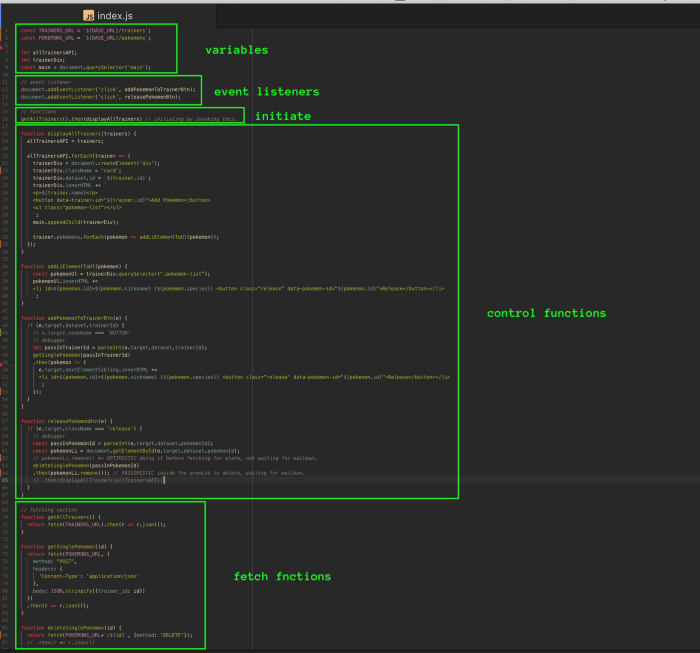 index.js
const TRAINERS_URL = `${BASE_URL}/trainers`;
const POKEMONS_URL = `${BASE_URL}/pokemons`;
let allTrainersAPI;
let trainerDiv;
const main = document.querySelector('main');
variables
// event listener
document.addEventListener('click', addPokemonToTrainerBtn);
document.addEventListener('click', releasePokemonBtn);
event listeners
// functions
getAllTrainers().then(displayAllTrainers) // initiating by invoking this.
initiate
function displayAllTrainers(trainers) {
allTrainersAPI = trainers;
allTrainersAPI.forEach(trainer => {
trainerDiv = document.createElement('div');
trainerDiv.className = 'card';
trainerDiv.dataset.id = `${trainer.id}`;
trainerDiv.innerHTML += `
<p>${trainer.name}</p>
<button data-trainer-id="${trainer.id}">Add Pokemon</button>
<ul class="pokemon-list"></ul>
`;
main.appendChild(trainerDiv);
trainer.pokemons.forEach(pokemon => addLiElementToUl(pokemon));
});
}
function addLiElementToUl(pokemon) {
const pokemonUl = trainerDiv.querySelector(".pokemon-list");
pokemonUl.innerHTML += `
<li id=${pokemon.id}>${pokemon.nickname} (${pokemon.species}) <button class="release" data-pokemon-id="${pokemon.id}">Release</button></li>
`;
}
control functions
function addPokemonToTrainerBtn(e) {
if (e.target.dataset.trainerId) {
// e.target.nodeName === 'BUTTON'
// debugger
let passInTrainerId = parseInt(e.target.dataset.trainerId);
getSinglePokemon(passInTrainerId)
.then(pokemon => {
e.target.nextElementSibling.innerHTML += `
<li id=${pokemon.id}>${pokemon.nickname} (${pokemon.species}) <button class="release" data-pokemon-id="${pokemon.id}">Release</button></li>
`;
});
}
}
function releasePokemonBtn(e) {
if (e.target.className === 'release') {
// debugger
const passInPokemonId = parseInt(e.target.dataset.pokemonId);
const pokemonLi = document.getElementById(e.target.dataset.pokemonId);
// pokemonLi.remove() => OPTIMISTIC doing it before fetching for elete, not waiting for mailman.
deleteSinglePokemon(passInPokemonId)
.then(pokemonLi.remove()); // PASSIMISTIC inside the promise to delete, waiting for mailman.
// .then(displayAllTrainers(allTrainersAPI))
}
}
// fetching section
function getAllTrainers() {
return fetch(TRAINERS_URL).then(r => r.json());
}
function getSinglePokemon(id) {
return fetch(POKEMONS_URL, {
method: "POST",
headers: {
'Content-Type': 'application/json'
},
body: JSON.stringify({trainer_id: id})
})
.then(r => r.json());
}
fetch fnctions
function deleteSinglePokemon(id) {
return fetch(POKEMONS_URL+`/${id}`, {method: 'DELETE'});
// .then(r => r.json())